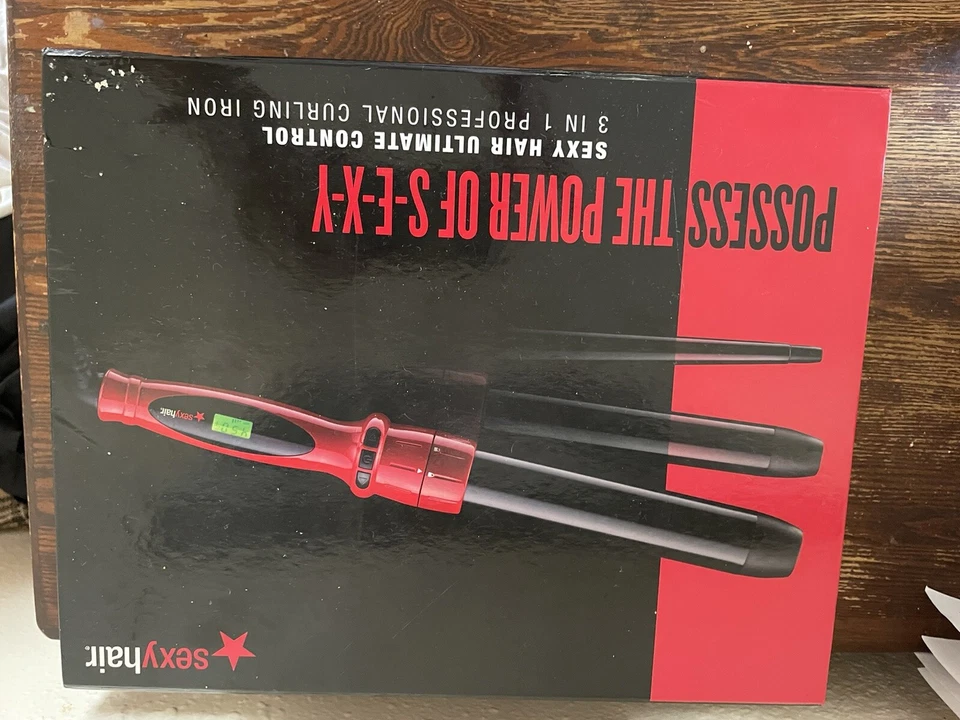 sexyhair.
sexyhair.
POSSESS THE POWER OF S-E-X-Y
SEXY HAIR ULTIMATE CONTROL
3 IN 1 PROFESSIONAL CURLING IRON